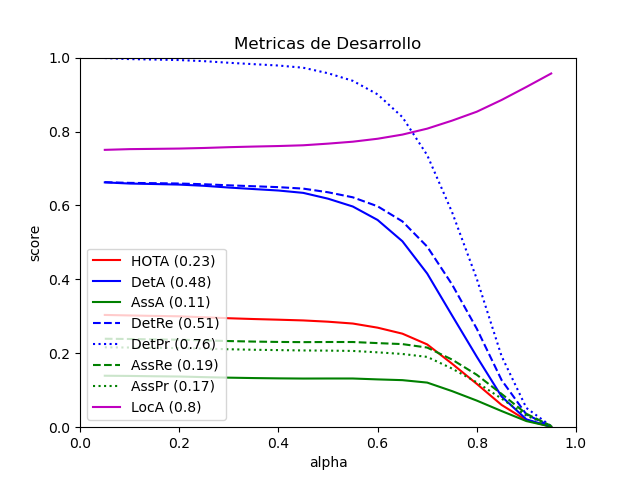 Metricas de Desarrollo
score
1.0
0.8
0.6
0.4
0.2
0.0
HOTA (0.23)
DetA (0.48)
AssA (0.11)
DetRe (0.51)
DetPr (0.76)
AssRe (0.19)
AssPr (0.17)
LocA (0.8)
0.0 0.2 0.4 0.6 0.8 1.0
alpha